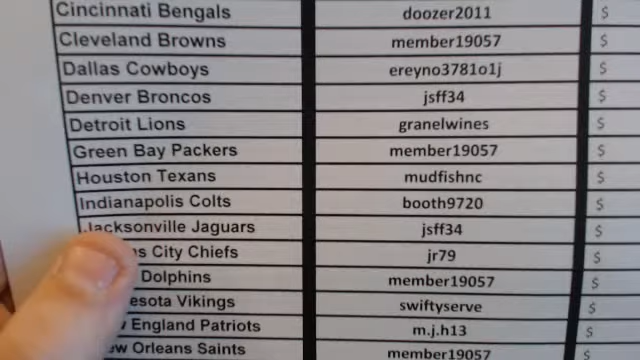 Cincinnati Bengals doozer2011 $
Cleveland Browns member19057 $
Dallas Cowboys ereyno3781o1j $
Denver Broncos jsff34 $
Detroit Lions granelwines $
Green Bay Packers member19057 $
Houston Texans mudfishnc $
Indianapolis Colts booth9720 $
Jacksonville Jaguars jsff34 $
City Chiefs jr79 $
Dolphins member19057 $
Vikings swiftyserve $
England Patriots m.j.h13 $
Orleans Saints member19057 $